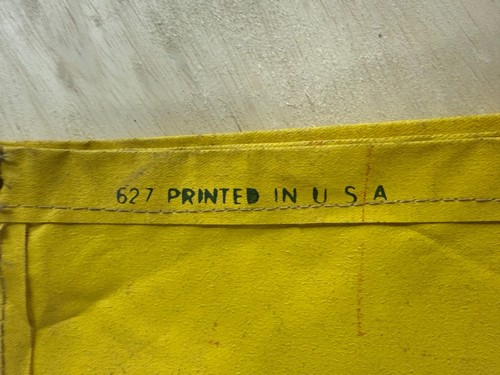 627 PRINTED IN U S A